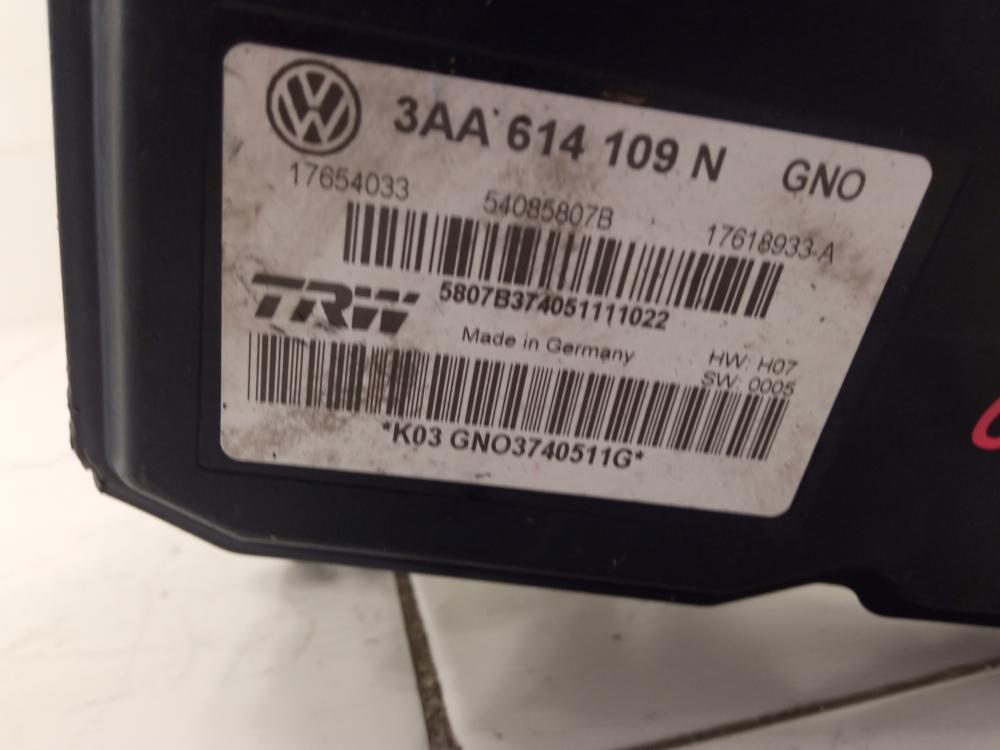 3AA 614 109 N GNO
17654033 54085807B 17618933-A
TRW 5807B374051111022
Made in Germany HW: H07
SW: 0005
*K03 GNO3740511G*